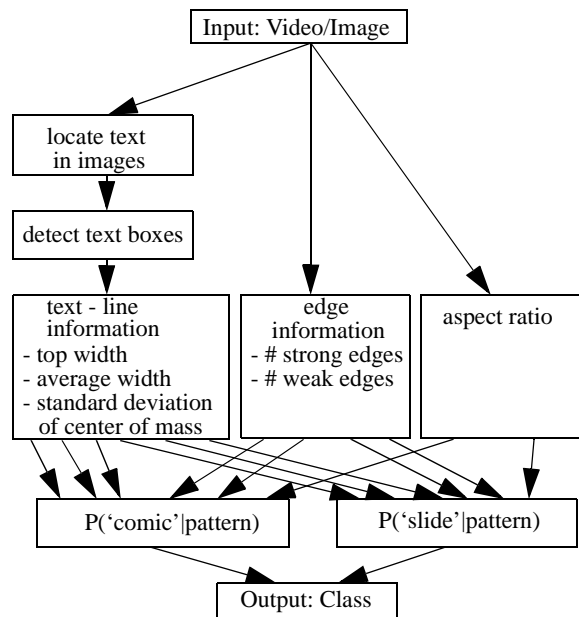 Input: Video/Image
locate text
in images
detect text boxes
text - line
information
- top width
- average width
- standard deviation
of center of mass
edge
information
- # strong edges
- # weak edges
aspect ratio
P(‘comic’|pattern)
P(‘slide’|pattern)
Output: Class